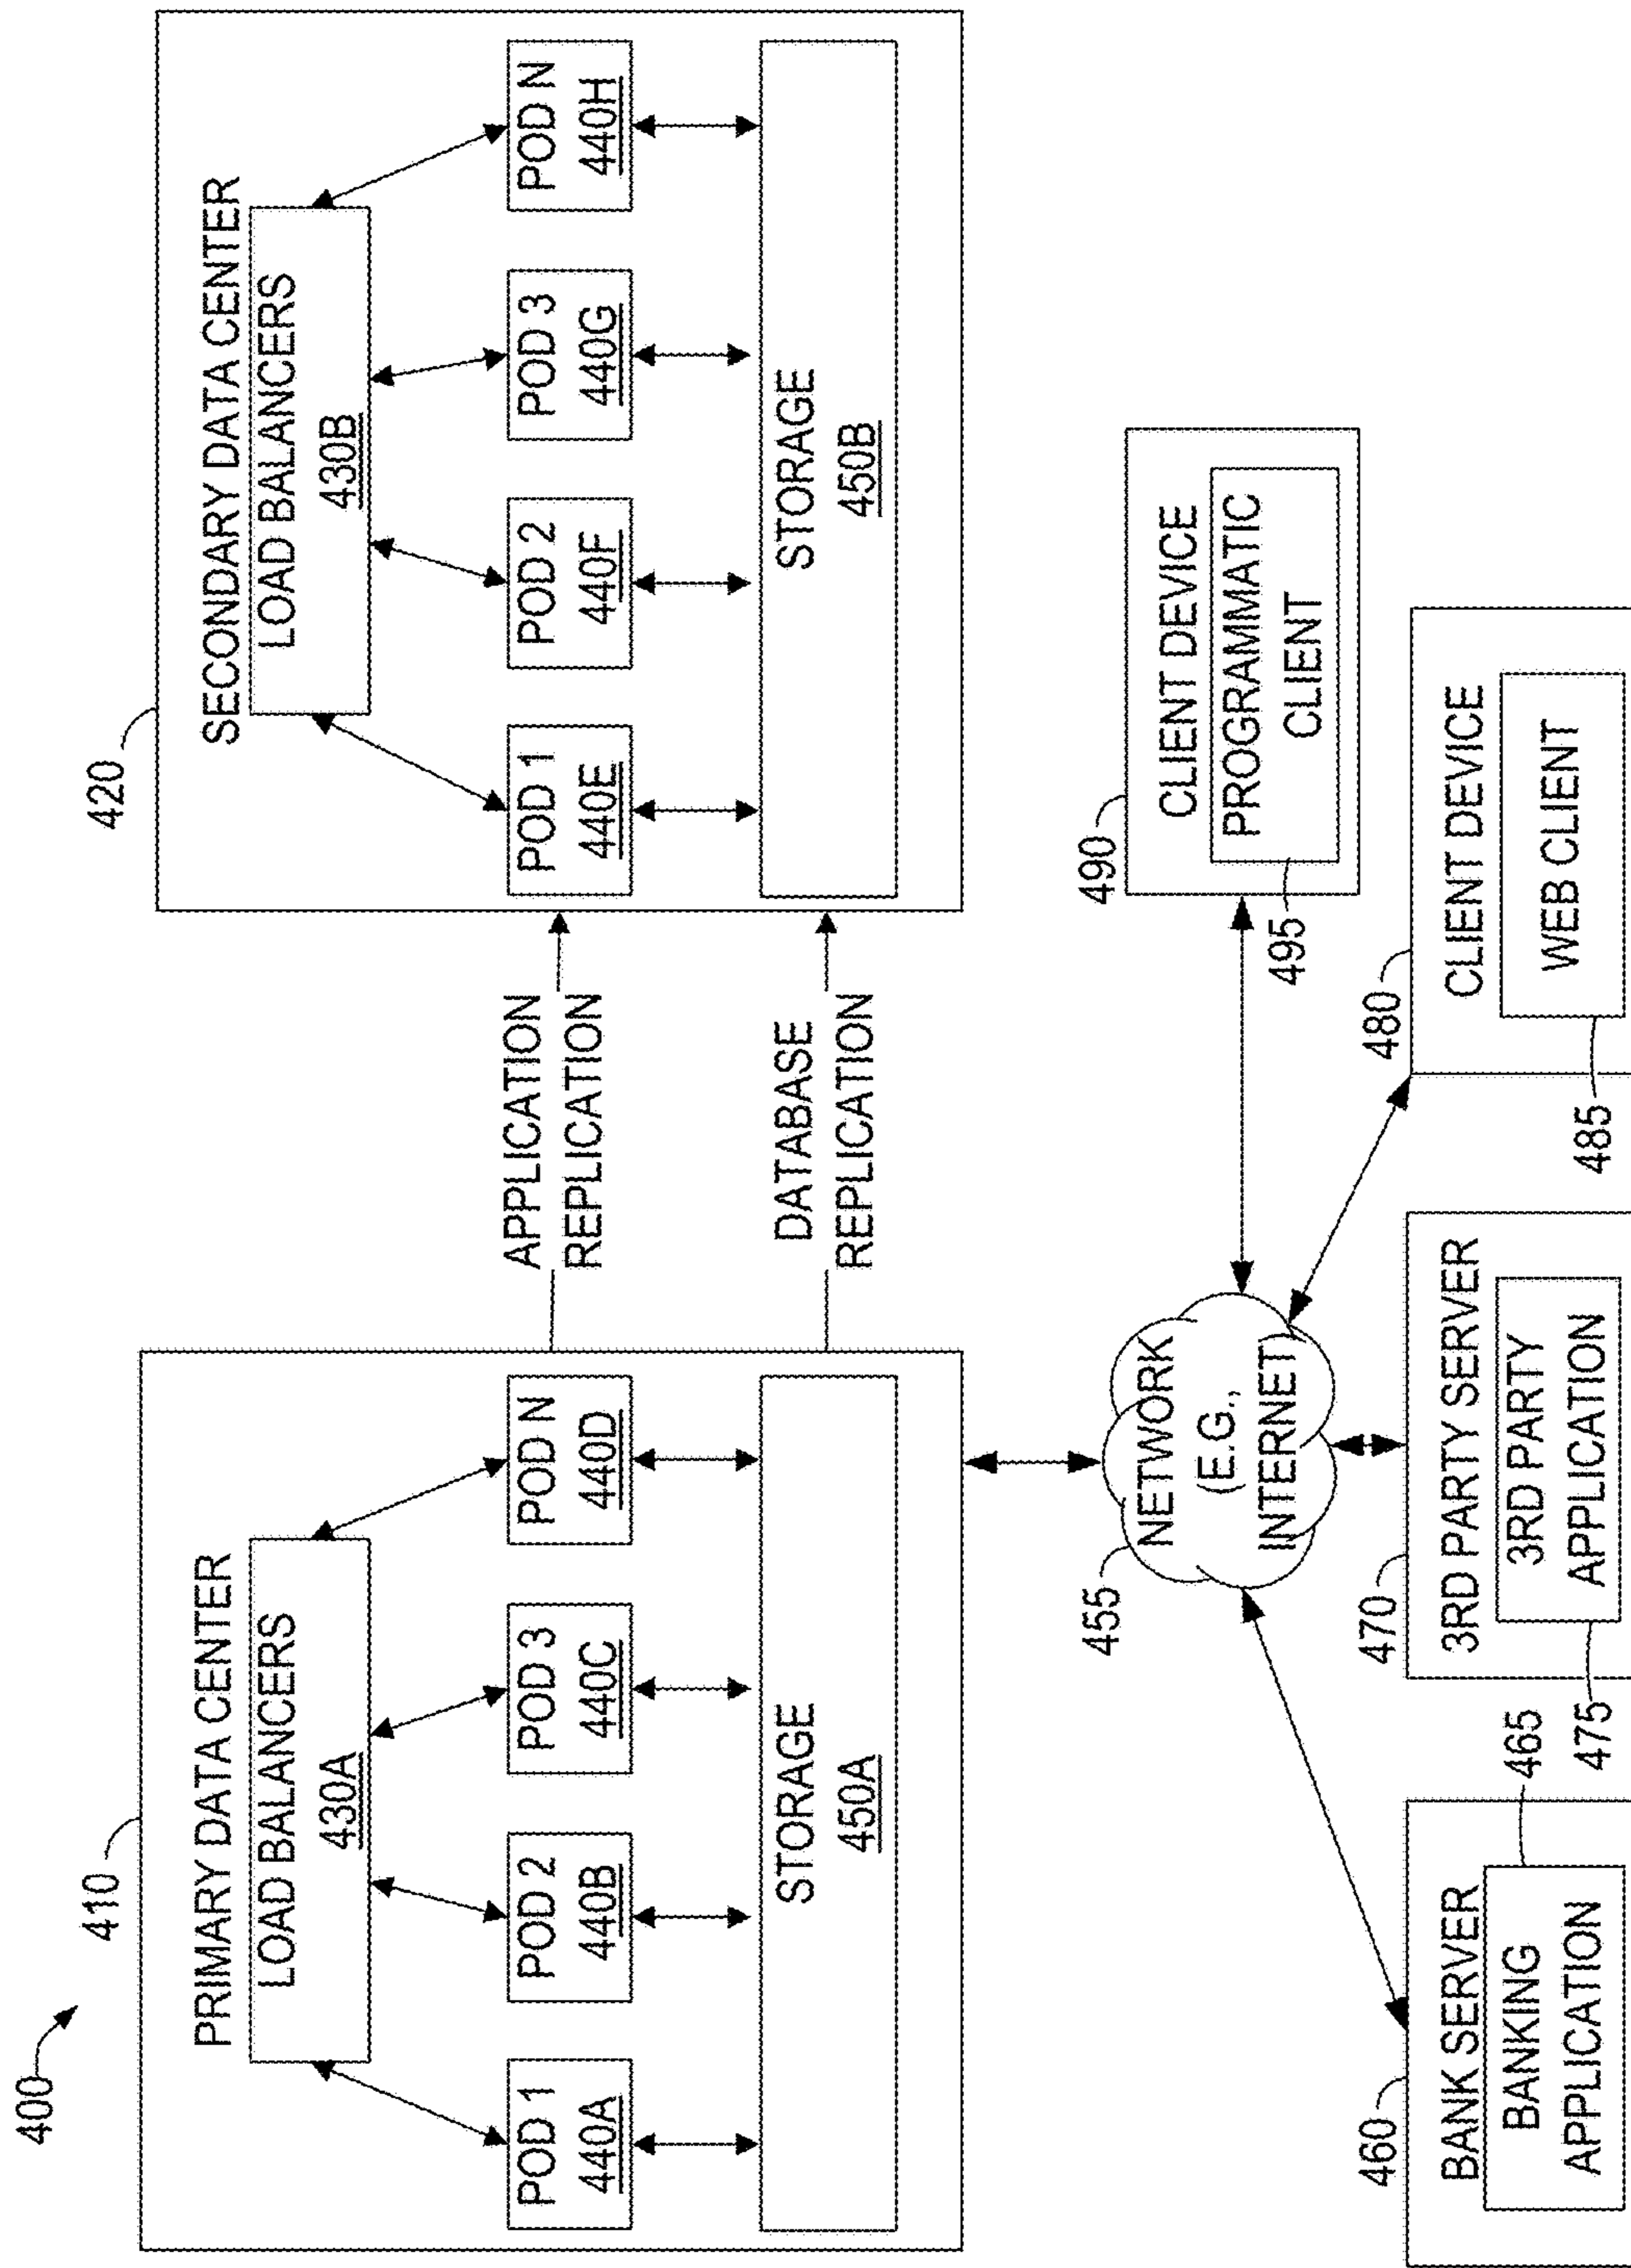 400
410
PRIMARY DATA CENTER
LOAD BALANCERS
430A
POD 1
440A
POD 2
440B
POD 3
440C
POD N
440D
STORAGE
450A
APPLICATION
REPLICATION
DATABASE
REPLICATION
420
SECONDARY DATA CENTER
LOAD BALANCERS
430B
POD 1
440E
POD 2
440F
POD 3
440G
POD N
440H
STORAGE
450B
455
NETWORK
(E.G.,
INTERNET)
460
BANK SERVER
BANKING
APPLICATION
465
470
3RD PARTY SERVER
3RD PARTY
APPLICATION
475
480
CLIENT DEVICE
WEB CLIENT
485
490
CLIENT DEVICE
PROGRAMMATIC
CLIENT
495